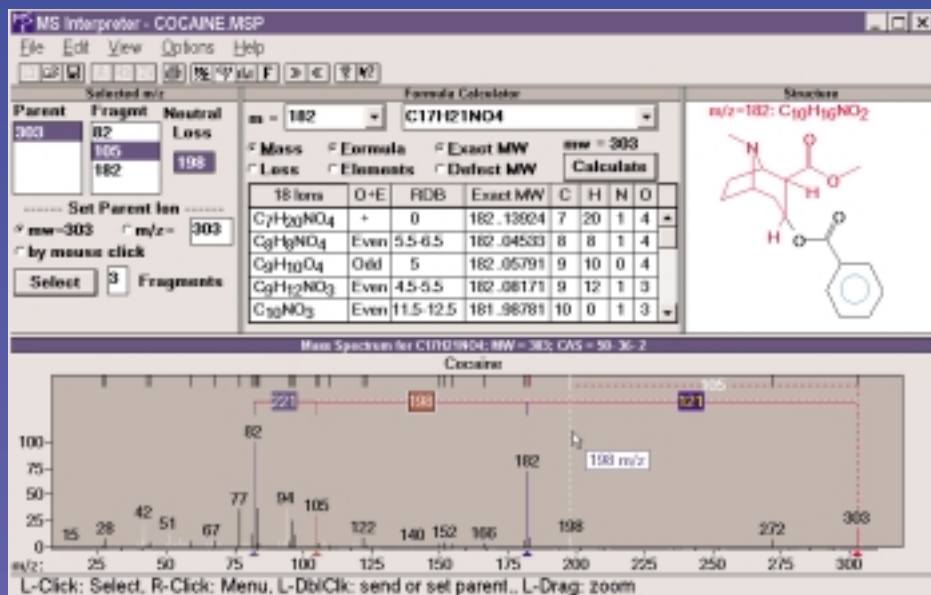 MS Interpreter - COCAINE.MSP
File Edit View Options Help
Selected m/z
Parent Fragmt Neutral Loss
303
82
105
182
198
Set Parent Ion
mw=303 m/z= 303
by mouse click
Select 3 Fragments
Formula Calculator
m = 182 C17H21NO4
Mass Formula Exact MW mw = 303
Loss Elements Defect MW Calculate
18 Ions O+E RDB Exact MW C H N O
C7H20NO4 + 0 182.13924 7 20 1 4
C8H8NO4 Even 5.5-6.5 182.04533 8 8 1 4
C9H10O4 Odd 5 182.05791 9 10 0 4
C9H12NO3 Even 4.5-5.5 182.08171 9 12 1 3
C10NO3 Even 11.5-12.5 181.98781 10 0 1 3
Structure
m/z=182: C10H16NO2
N
O
O
H
H
O
O
Mass Spectrum for C17H21NO4; MW = 303; CAS = 50-36-2
Cocaine
105
221 198 121
100
75
50
25
0
15 28 42 51 67 77 82 94 105 122 140 152 166 182 198 272 303
198 m/z
m/z: 25 50 75 100 125 150 175 200 225 250 275 300
L-Click: Select, R-Click: Menu, L-DblClk: send or set parent., L-Drag: zoom